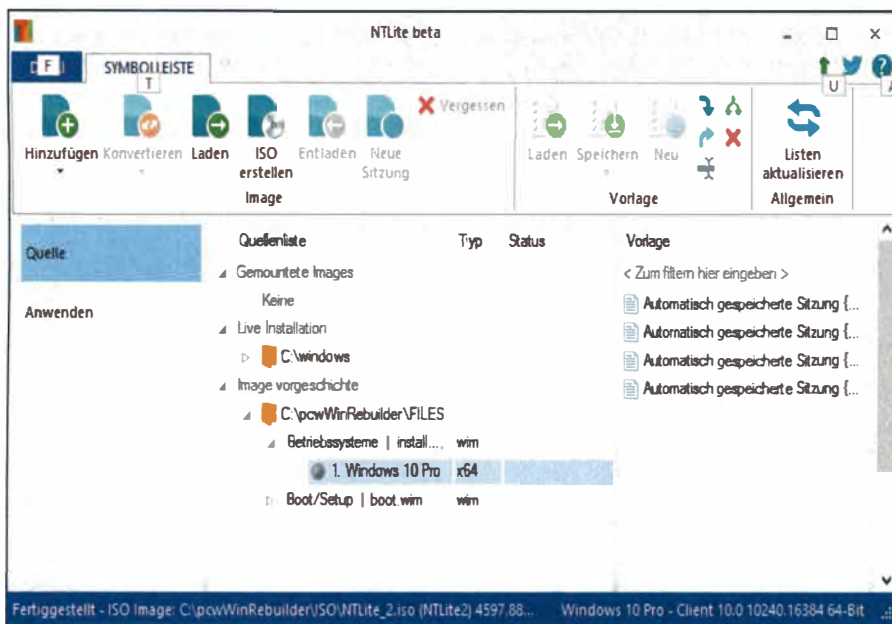 NTLite beta
F SYMBOLLEISTE
T U
Hinzufügen Konvertieren Laden ISO erstellen Entladen Neue Sitzung Vergessen
Image
Laden Speichern Neu
Vorlage
Listen aktualisieren
Allgemein
Quelle
Anwenden
Quellenliste Typ Status
Gemountete Images
Keine
Live Installation
C:\windows
Image vorgeschichte
C:\pcwWinRebuilder\FILES
Betriebssysteme | install..., wim
1. Windows 10 Pro x64
Boot/Setup | boot.wim wim
Vorlage
< Zum filtern hier eingeben >
Automatisch gespeicherte Sitzung {...
Automatisch gespeicherte Sitzung {...
Automatisch gespeicherte Sitzung {...
Automatisch gespeicherte Sitzung {...
Fertiggestellt - ISO Image: C:\pcwWinRebuilder\ISO\NTLite_2.iso (NTLite2) 4597.88... Windows 10 Pro - Client 10.0 10240.16384 64-Bit